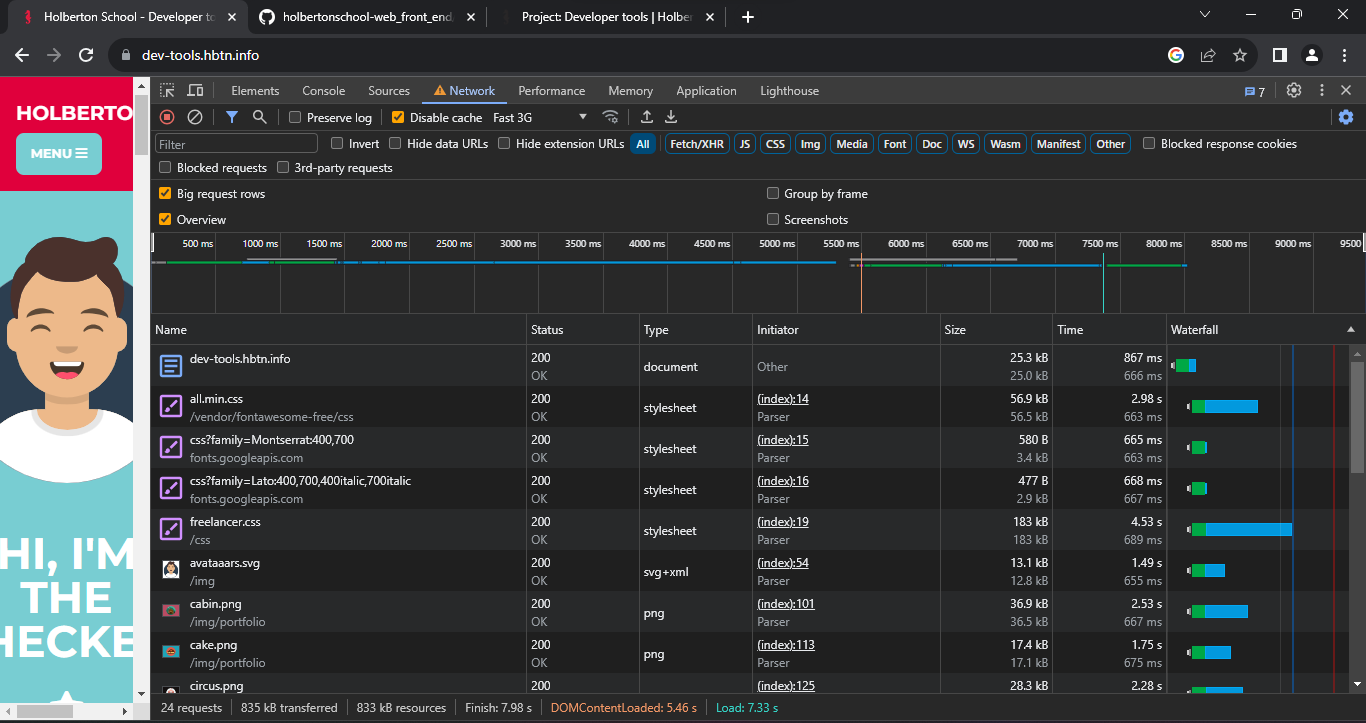 Holberton School - Developer to
holbertonschool-web_front_end
Project: Developer tools | Holber
dev-tools.hbtn.info
HOLBERTO
MENU
HI, I'M
THE
HECKE
Elements Console Sources Network Performance Memory Application Lighthouse 7
Preserve log Disable cache Fast 3G
Filter Invert Hide data URLs Hide extension URLs All Fetch/XHR JS CSS Img Media Font Doc WS Wasm Manifest Other Blocked response cookies
Blocked requests 3rd-party requests
Big request rows Group by frame
Overview Screenshots
500 ms 1000 ms 1500 ms 2000 ms 2500 ms 3000 ms 3500 ms 4000 ms 4500 ms 5000 ms 5500 ms 6000 ms 6500 ms 7000 ms 7500 ms 8000 ms 8500 ms 9000 ms 9500
Name Status Type Initiator Size Time Waterfall
dev-tools.hbtn.info 200 OK document Other 25.3 kB 25.0 kB 867 ms 666 ms
all.min.css 200 stylesheet (index):14 56.9 kB 2.98 s
/vendor/fontawesome-free/css OK Parser 56.5 kB 663 ms
css?family=Montserrat:400,700 200 stylesheet (index):15 580 B 665 ms
fonts.googleapis.com OK Parser 3.4 kB 663 ms
css?family=Lato:400,700,400italic,700italic 200 stylesheet (index):16 477 B 668 ms
fonts.googleapis.com OK Parser 2.9 kB 667 ms
freelancer.css 200 stylesheet (index):19 183 kB 4.53 s
/css OK Parser 183 kB 689 ms
avataaars.svg 200 svg+xml (index):54 13.1 kB 1.49 s
/img OK Parser 12.8 kB 655 ms
cabin.png 200 png (index):101 36.9 kB 2.53 s
/img/portfolio OK Parser 36.5 kB 667 ms
cake.png 200 png (index):113 17.4 kB 1.75 s
/img/portfolio OK Parser 17.1 kB 675 ms
circus.png 200 (index):125 28.3 kB 2.28 s
24 requests 835 kB transferred 833 kB resources Finish: 7.98 s DOMContentLoaded: 5.46 s Load: 7.33 s